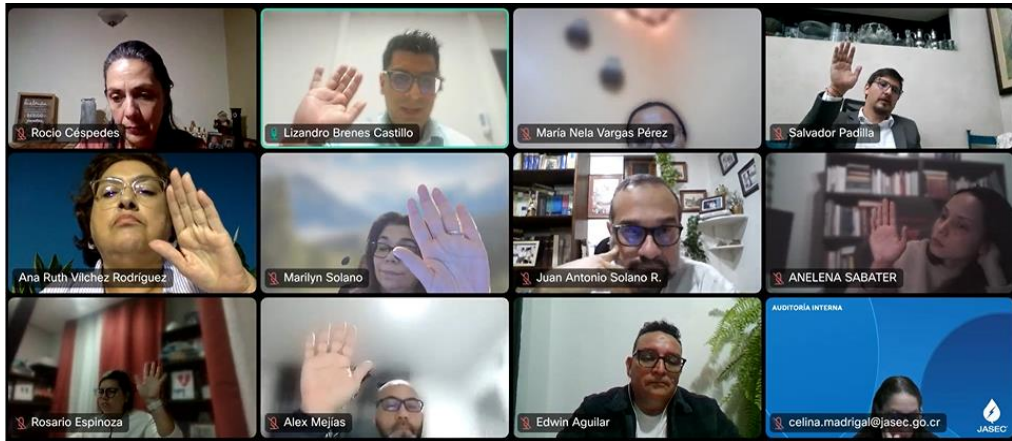 Rocio Céspedes
Lizandro Brenes Castillo
María Nela Vargas Pérez
Salvador Padilla
Ana Ruth Vílchez Rodríguez
Marilyn Solano
Juan Antonio Solano R.
ANELENA SABATER
Rosario Espinoza
Alex Mejías
Edwin Aguilar
AUDITORÍA INTERNA
celina.madrigal@jasec.go.cr
JASEC